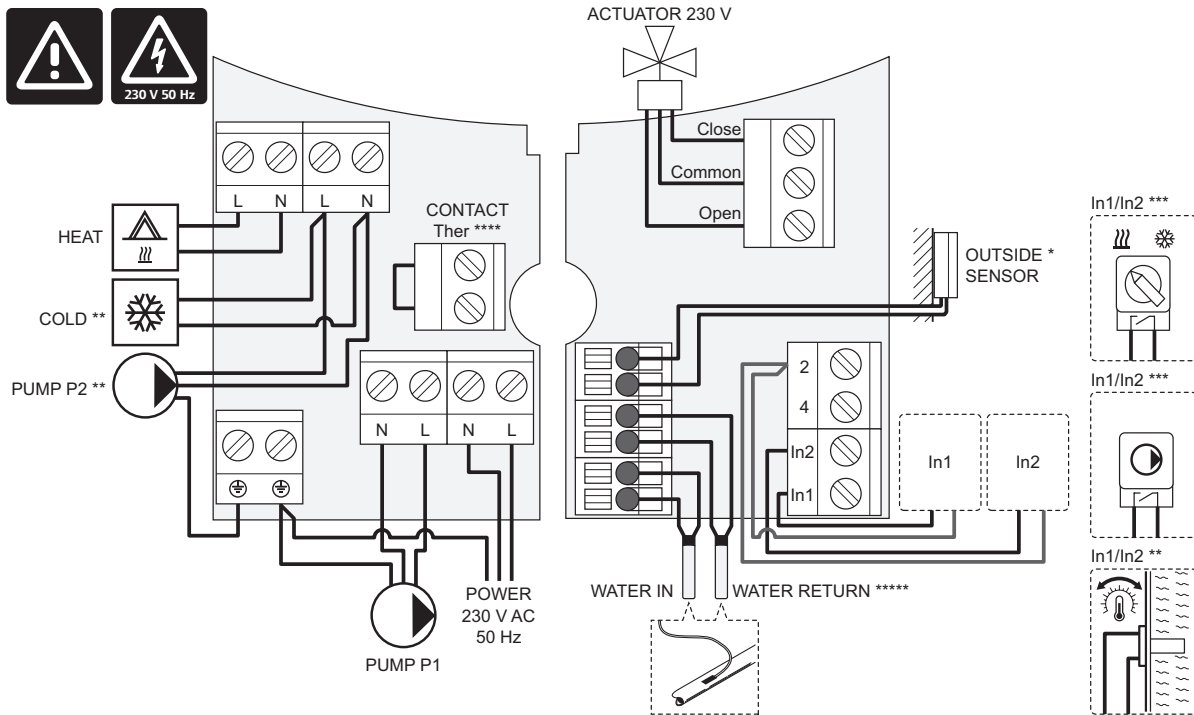 ACTUATOR 230 V
230 V 50 Hz
Close
Common
Open
L N L N
CONTACT
Ther ****
HEAT
COLD **
PUMP P2 **
N L N L
POWER
230 V AC
50 Hz
PUMP P1
OUTSIDE *
SENSOR
2
4
In2
In1
In1
In2
WATER IN
WATER RETURN *****
In1/In2 ***
In1/In2 ***
In1/In2 **